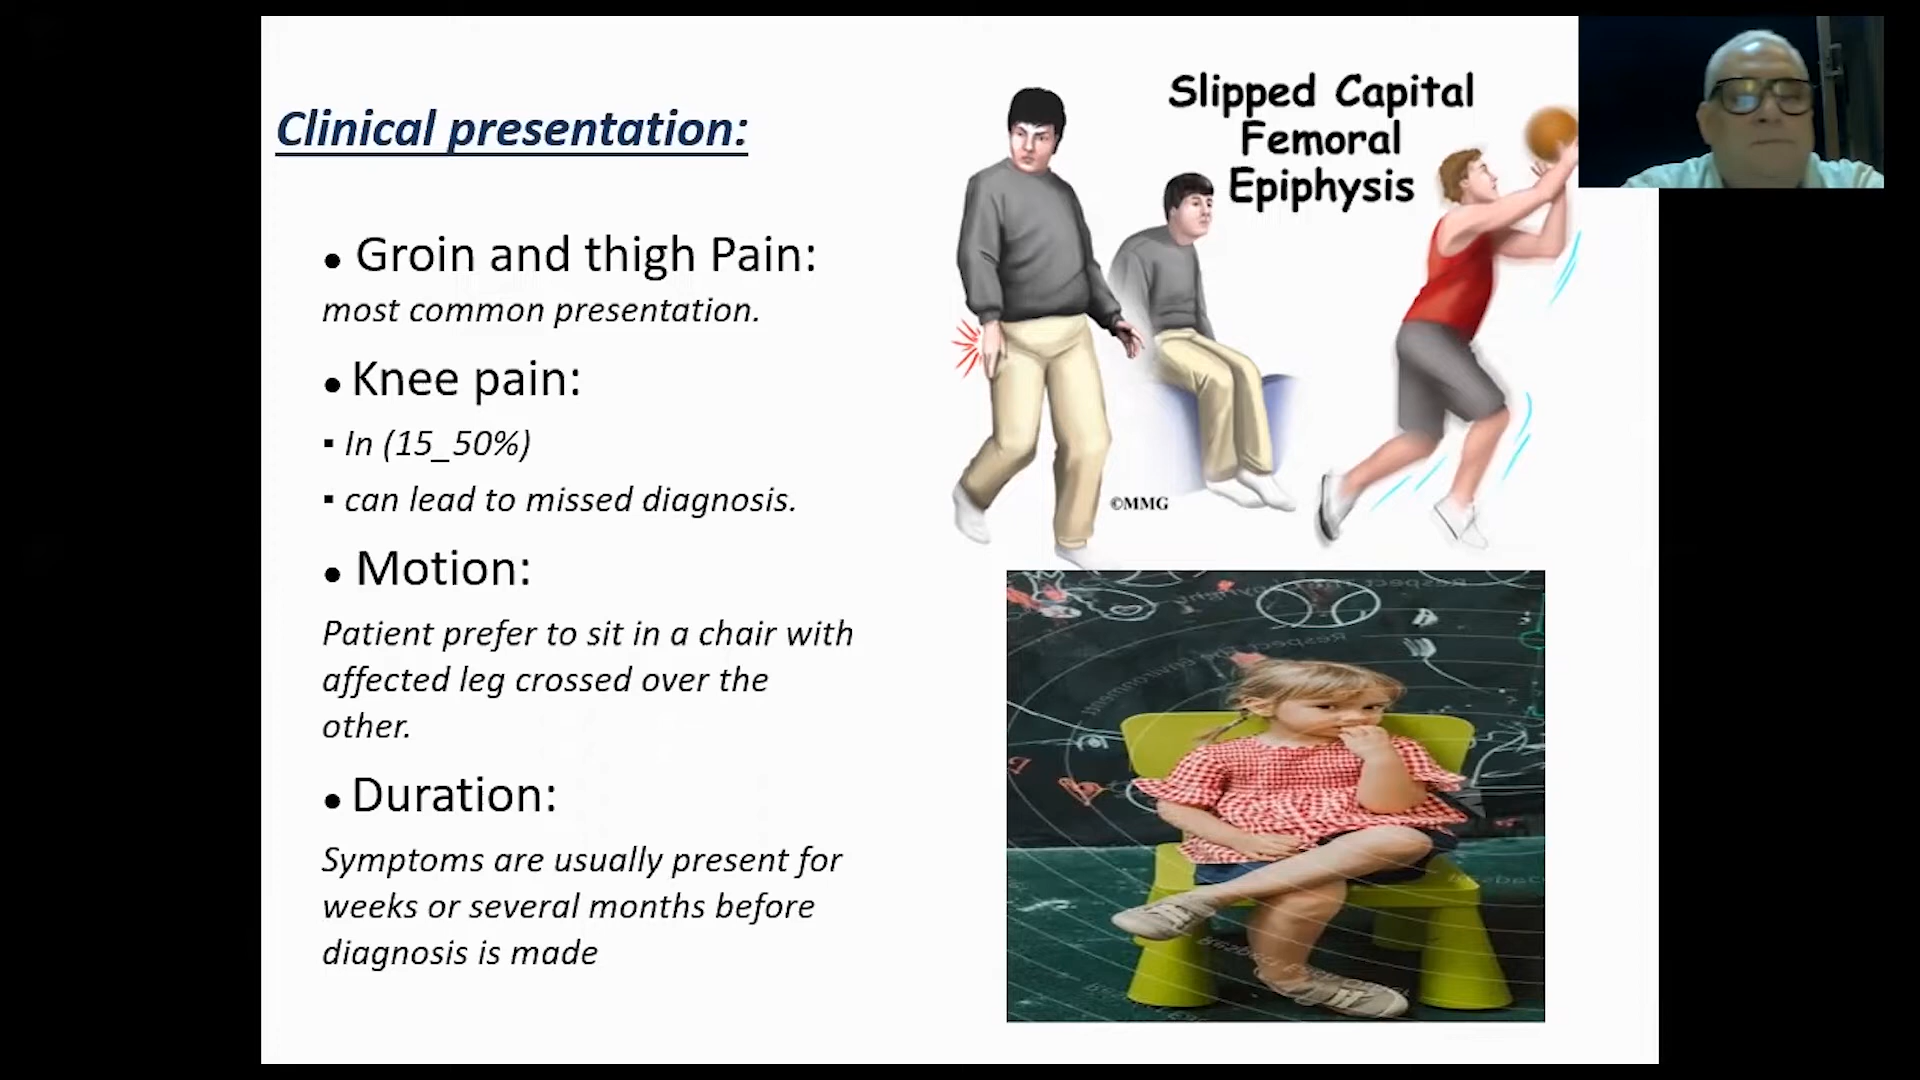 Clinical presentation:
● Groin and thigh Pain:
most common presentation.
● Knee pain:
▪ In (15_50%)
▪ can lead to missed diagnosis.
● Motion:
Patient prefer to sit in a chair with
affected leg crossed over the
other.
● Duration:
Symptoms are usually present for
weeks or several months before
diagnosis is made
Slipped Capital
Femoral
Epiphysis
©MMG